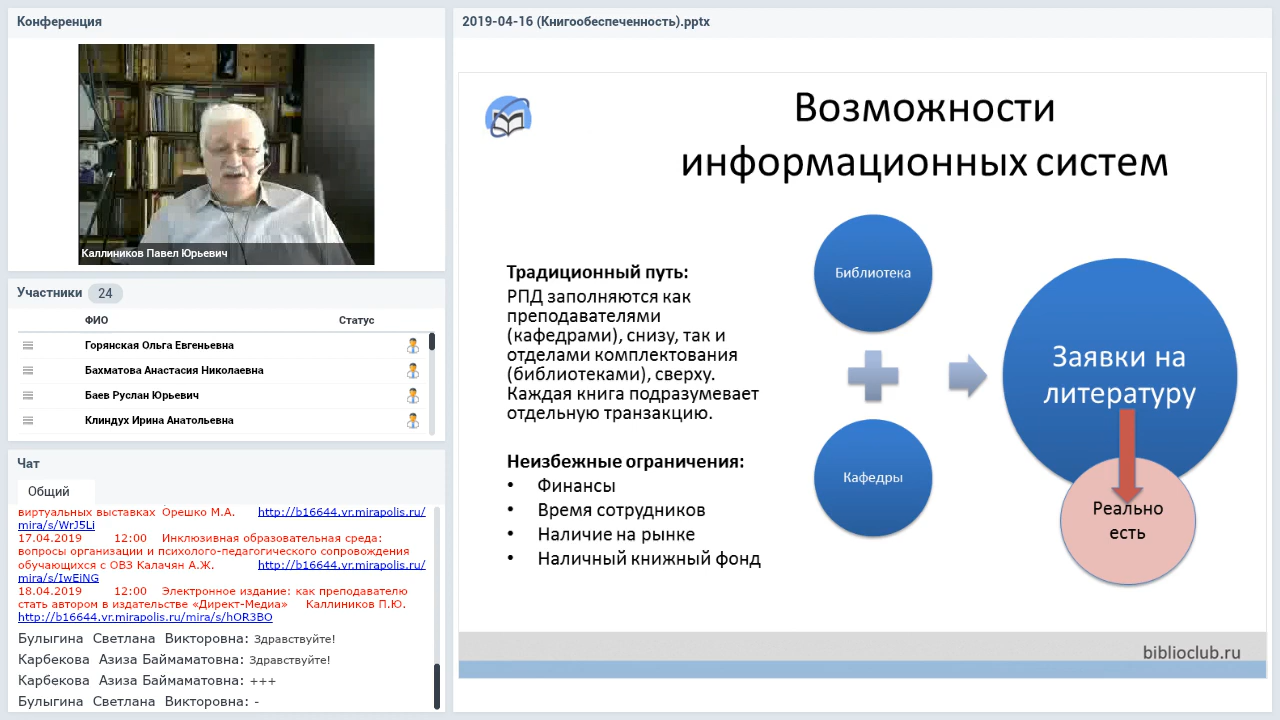 Конференция
Каллиников Павел Юрьевич
Участники 24
ФИО Статус
Горянская Ольга Евгеньевна
Бахматова Анастасия Николаевна
Баев Руслан Юрьевич
Клиндух Ирина Анатольевна
Чат
Общий
виртуальных выставках Орешко М.А. http://b16644.vr.mirapolis.ru/
mira/s/WrJ5Li
17.04.2019 12:00 Инклюзивная образовательная среда:
вопросы организации и психолого-педагогического сопровождения
обучающихся с ОВЗ Калачян А.Ж. http://b16644.vr.mirapolis.ru/
mira/s/IwEiNG
18.04.2019 12:00 Электронное издание: как преподавателю
стать автором в издательстве «Директ-Медиа» Каллиников П.Ю.
http://b16644.vr.mirapolis.ru/mira/s/hOR3BO
Булыгина Светлана Викторовна: Здравствуйте!
Карбекова Азиза Баймаматовна: Здравствуйте!
Карбекова Азиза Баймаматовна: +++
Булыгина Светлана Викторовна: -
2019-04-16 (Книгообеспеченность).pptx
Возможности
информационных систем
Традиционный путь:
РПД заполняются как
преподавателями
(кафедрами), снизу, так и
отделами комплектования
(библиотеками), сверху.
Каждая книга подразумевает
отдельную транзакцию.
Неизбежные ограничения:
• Финансы
• Время сотрудников
• Наличие на рынке
• Наличный книжный фонд
Библиотека
Кафедры
Заявки на
литературу
Реально
есть
biblioclub.ru